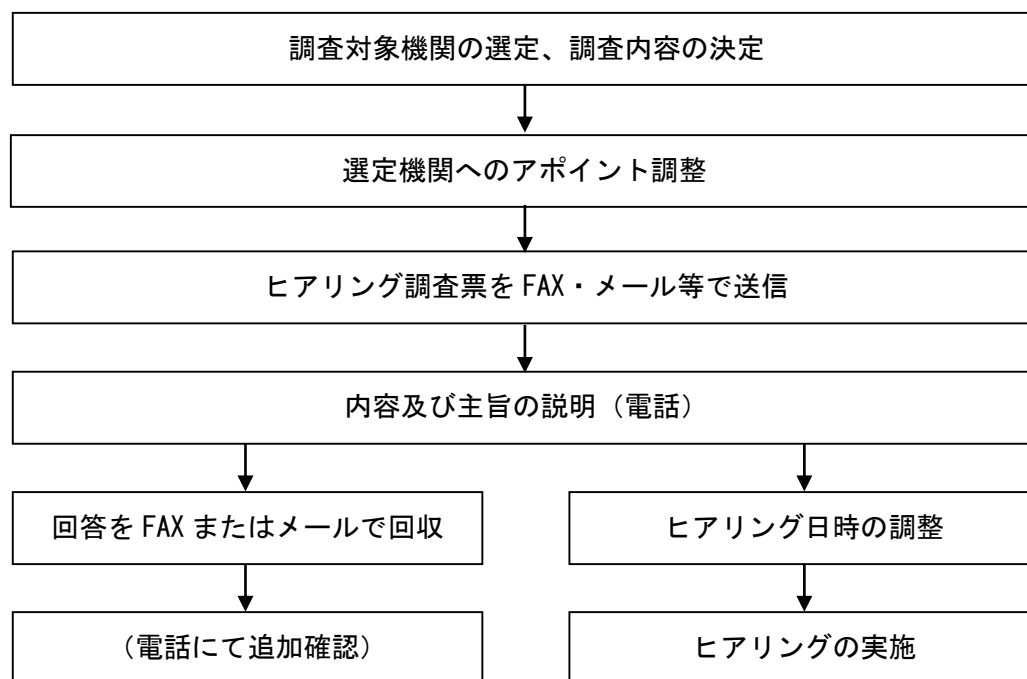 調査対象機関の選定、調査内容の決定
選定機関へのアポイント調整
ヒアリング調査票を FAX・メール等で送信
内容及び主旨の説明（電話）
回答を FAX またはメールで回収
ヒアリング日時の調整
（電話にて追加確認）
ヒアリングの実施